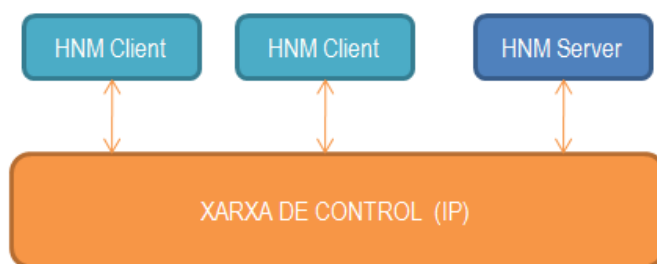 HNM Client
HNM Client
HNM Server
XARXA DE CONTROL (IP)